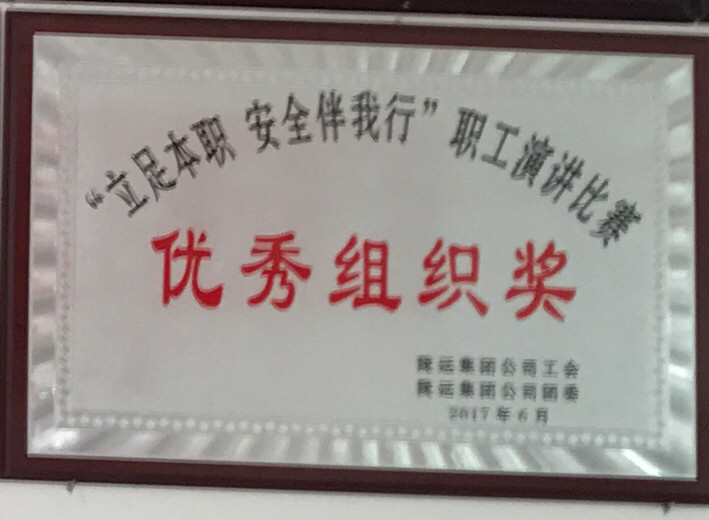 “立足本职 安全伴我行”职工演讲比赛
优秀组织奖
陇运集团公司工会
陇运集团公司团委
2017年6月